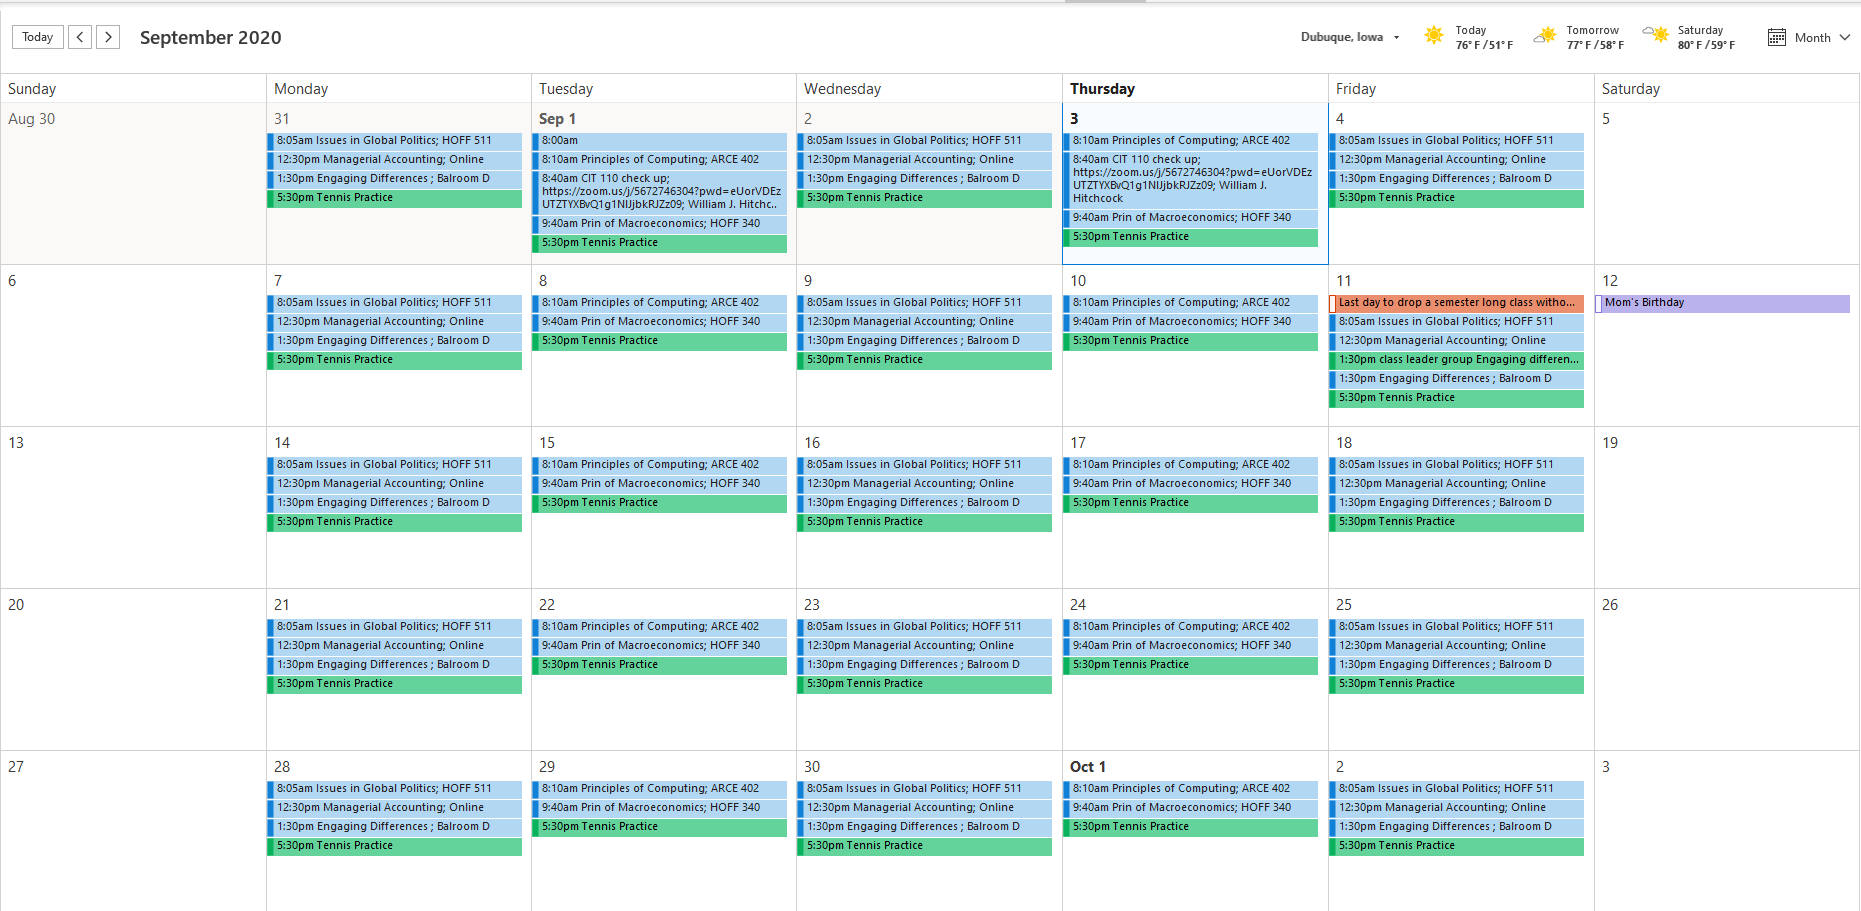 Today
September 2020
Dubuque, Iowa
Today
76° F / 51° F
Tomorrow
77° F / 58° F
Saturday
80° F / 59° F
Month
Sunday
Monday
Tuesday
Wednesday
Thursday
Friday
Saturday
Aug 30
31
8:05am Issues in Global Politics; HOFF 511
12:30pm Managerial Accounting; Online
1:30pm Engaging Differences ; Balroom D
5:30pm Tennis Practice
Sep 1
8:00am
8:10am Principles of Computing; ARCE 402
8:40am CIT 110 check up;
https://zoom.us/j/5672746304?pwd=eUorVDEz
UTZTYXBvQ1g1NlJjbkRJZz09; William J. Hitchc..
9:40am Prin of Macroeconomics; HOFF 340
5:30pm Tennis Practice
2
8:05am Issues in Global Politics; HOFF 511
12:30pm Managerial Accounting; Online
1:30pm Engaging Differences ; Balroom D
5:30pm Tennis Practice
3
8:10am Principles of Computing; ARCE 402
8:40am CIT 110 check up;
https://zoom.us/j/5672746304?pwd=eUorVDEz
UTZTYXBvQ1g1NlJjbkRJZz09; William J.
Hitchcock
9:40am Prin of Macroeconomics; HOFF 340
5:30pm Tennis Practice
4
8:05am Issues in Global Politics; HOFF 511
12:30pm Managerial Accounting; Online
1:30pm Engaging Differences ; Balroom D
5:30pm Tennis Practice
5
6
7
8:05am Issues in Global Politics; HOFF 511
12:30pm Managerial Accounting; Online
1:30pm Engaging Differences ; Balroom D
5:30pm Tennis Practice
8
8:10am Principles of Computing; ARCE 402
9:40am Prin of Macroeconomics; HOFF 340
5:30pm Tennis Practice
9
8:05am Issues in Global Politics; HOFF 511
12:30pm Managerial Accounting; Online
1:30pm Engaging Differences ; Balroom D
5:30pm Tennis Practice
10
8:10am Principles of Computing; ARCE 402
9:40am Prin of Macroeconomics; HOFF 340
5:30pm Tennis Practice
11
Last day to drop a semester long class witho...
8:05am Issues in Global Politics; HOFF 511
12:30pm Managerial Accounting; Online
1:30pm class leader group Engaging differen...
1:30pm Engaging Differences ; Balroom D
5:30pm Tennis Practice
12
Mom's Birthday
13
14
8:05am Issues in Global Politics; HOFF 511
12:30pm Managerial Accounting; Online
1:30pm Engaging Differences ; Balroom D
5:30pm Tennis Practice
15
8:10am Principles of Computing; ARCE 402
9:40am Prin of Macroeconomics; HOFF 340
5:30pm Tennis Practice
16
8:05am Issues in Global Politics; HOFF 511
12:30pm Managerial Accounting; Online
1:30pm Engaging Differences ; Balroom D
5:30pm Tennis Practice
17
8:10am Principles of Computing; ARCE 402
9:40am Prin of Macroeconomics; HOFF 340
5:30pm Tennis Practice
18
8:05am Issues in Global Politics; HOFF 511
12:30pm Managerial Accounting; Online
1:30pm Engaging Differences ; Balroom D
5:30pm Tennis Practice
19
20
21
8:05am Issues in Global Politics; HOFF 511
12:30pm Managerial Accounting; Online
1:30pm Engaging Differences ; Balroom D
5:30pm Tennis Practice
22
8:10am Principles of Computing; ARCE 402
9:40am Prin of Macroeconomics; HOFF 340
5:30pm Tennis Practice
23
8:05am Issues in Global Politics; HOFF 511
12:30pm Managerial Accounting; Online
1:30pm Engaging Differences ; Balroom D
5:30pm Tennis Practice
24
8:10am Principles of Computing; ARCE 402
9:40am Prin of Macroeconomics; HOFF 340
5:30pm Tennis Practice
25
8:05am Issues in Global Politics; HOFF 511
12:30pm Managerial Accounting; Online
1:30pm Engaging Differences ; Balroom D
5:30pm Tennis Practice
26
27
28
8:05am Issues in Global Politics; HOFF 511
12:30pm Managerial Accounting; Online
1:30pm Engaging Differences ; Balroom D
5:30pm Tennis Practice
29
8:10am Principles of Computing; ARCE 402
9:40am Prin of Macroeconomics; HOFF 340
5:30pm Tennis Practice
30
8:05am Issues in Global Politics; HOFF 511
12:30pm Managerial Accounting; Online
1:30pm Engaging Differences ; Balroom D
5:30pm Tennis Practice
Oct 1
8:10am Principles of Computing; ARCE 402
9:40am Prin of Macroeconomics; HOFF 340
5:30pm Tennis Practice
2
8:05am Issues in Global Politics; HOFF 511
12:30pm Managerial Accounting; Online
1:30pm Engaging Differences ; Balroom D
5:30pm Tennis Practice
3